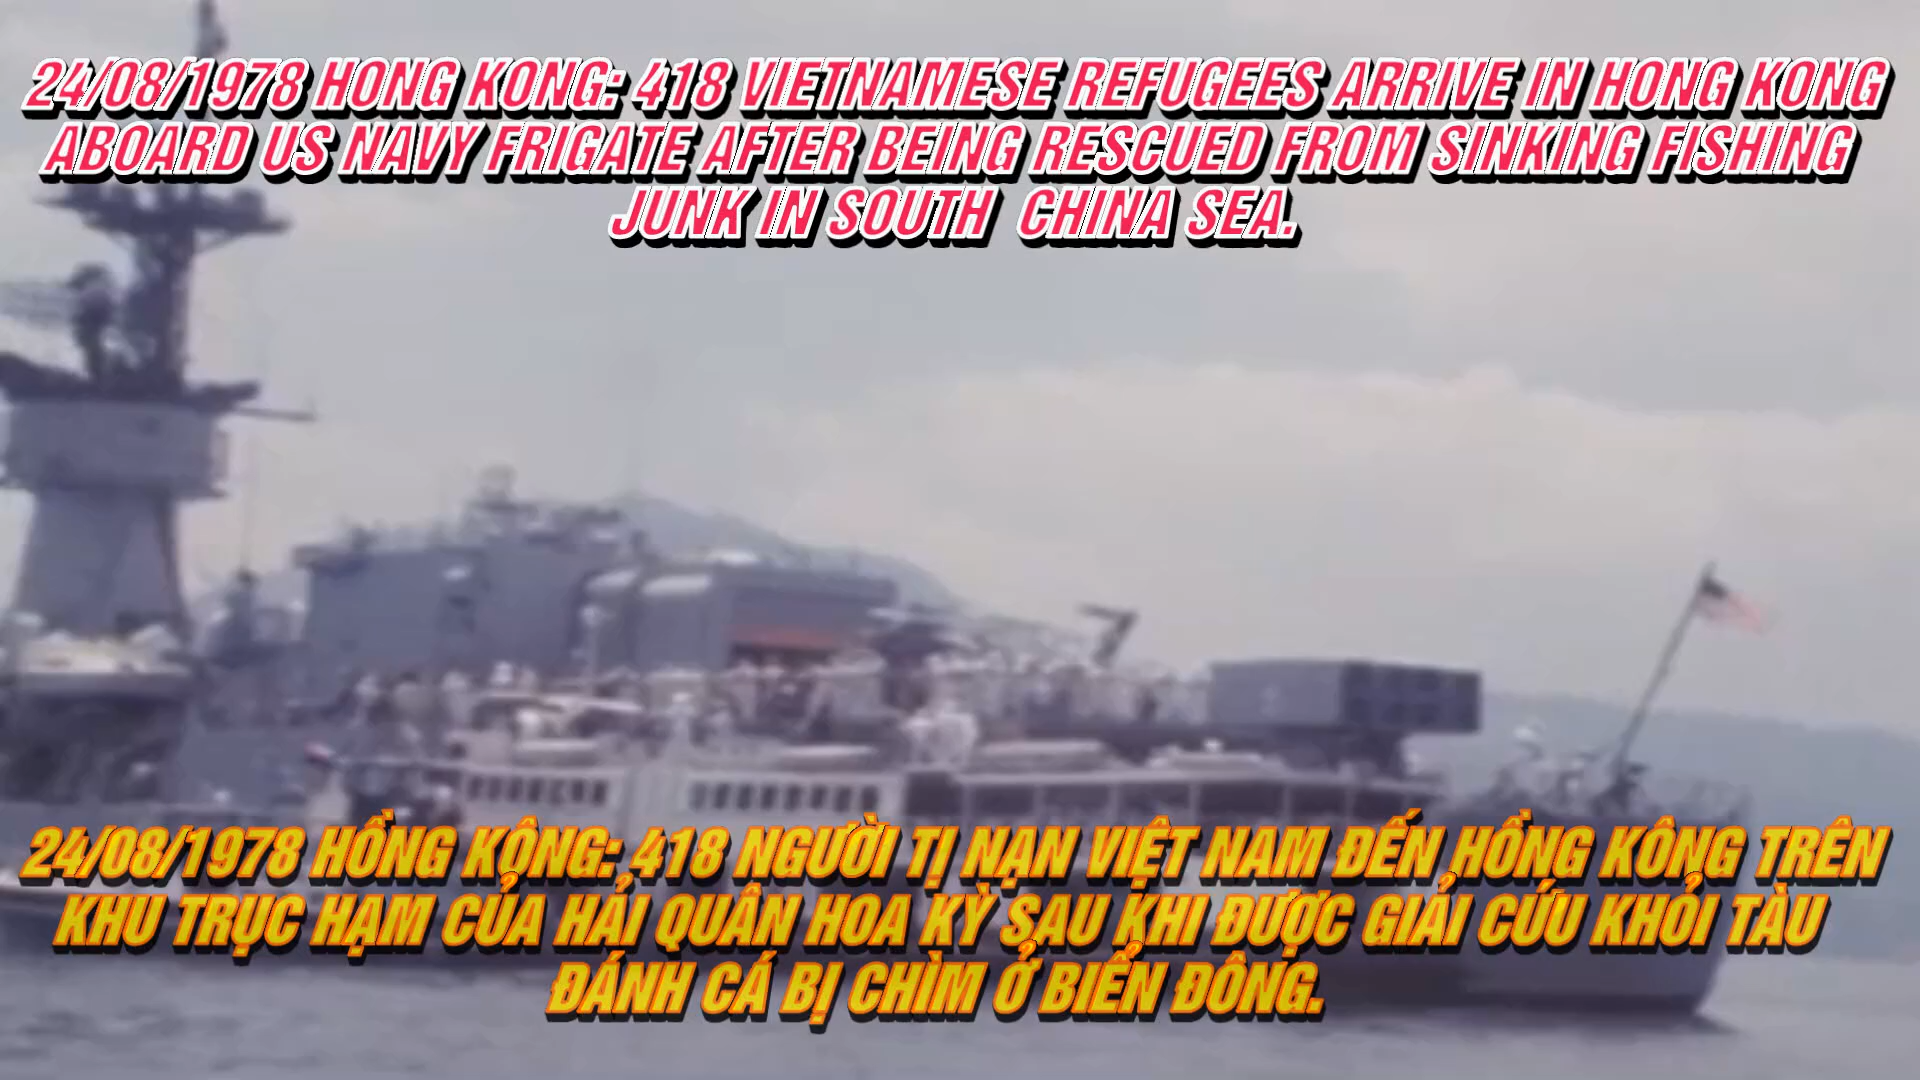 24/08/1978 HONG KONG: 418 VIETNAMESE REFUGEES ARRIVE IN HONG KONG
ABOARD US NAVY FRIGATE AFTER BEING RESCUED FROM SINKING FISHING
JUNK IN SOUTH CHINA SEA.
24/08/1978 HỒNG KÔNG: 418 NGƯỜI TỊ NẠN VIỆT NAM ĐẾN HỒNG KÔNG TRÊN
KHU TRỤC HẠM CỦA HẢI QUÂN HOA KỲ SAU KHI ĐƯỢC GIẢI CỨU KHỎI TÀU
ĐÁNH CÁ BỊ CHÌM Ở BIỂN ĐÔNG.